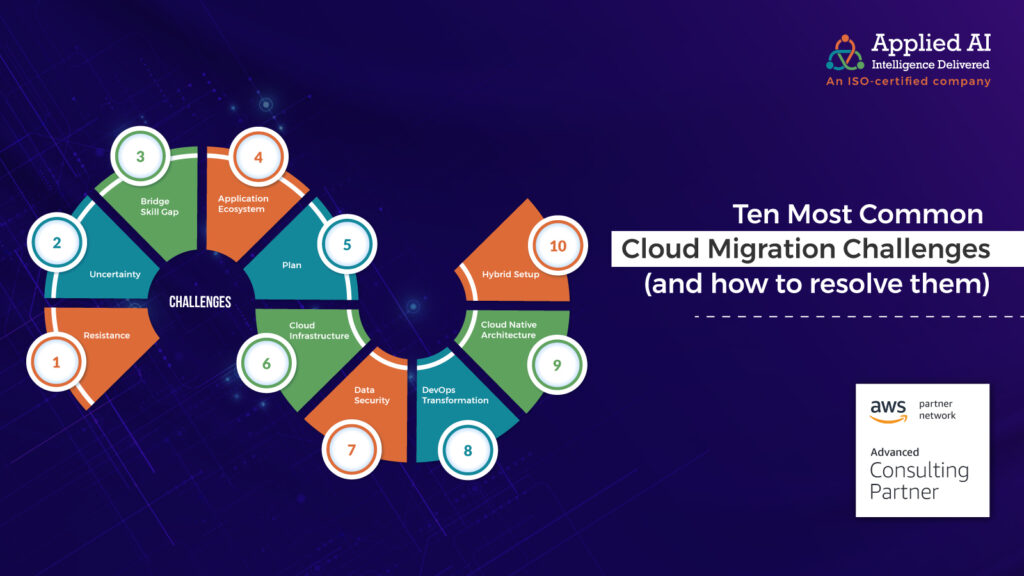 Applied AI
Intelligence Delivered
An ISO-certified company
Ten Most Common
Cloud Migration Challenges
(and how to resolve them)
CHALLENGES
1
Resistance
2
Uncertainty
3
Bridge
Skill Gap
4
Application
Ecosystem
5
Plan
6
Cloud
Infrastructure
7
Data
Security
8
DevOps
Transformation
9
Cloud Native
Architecture
10
Hybrid Setup
aws
partner
network
Advanced
Consulting
Partner